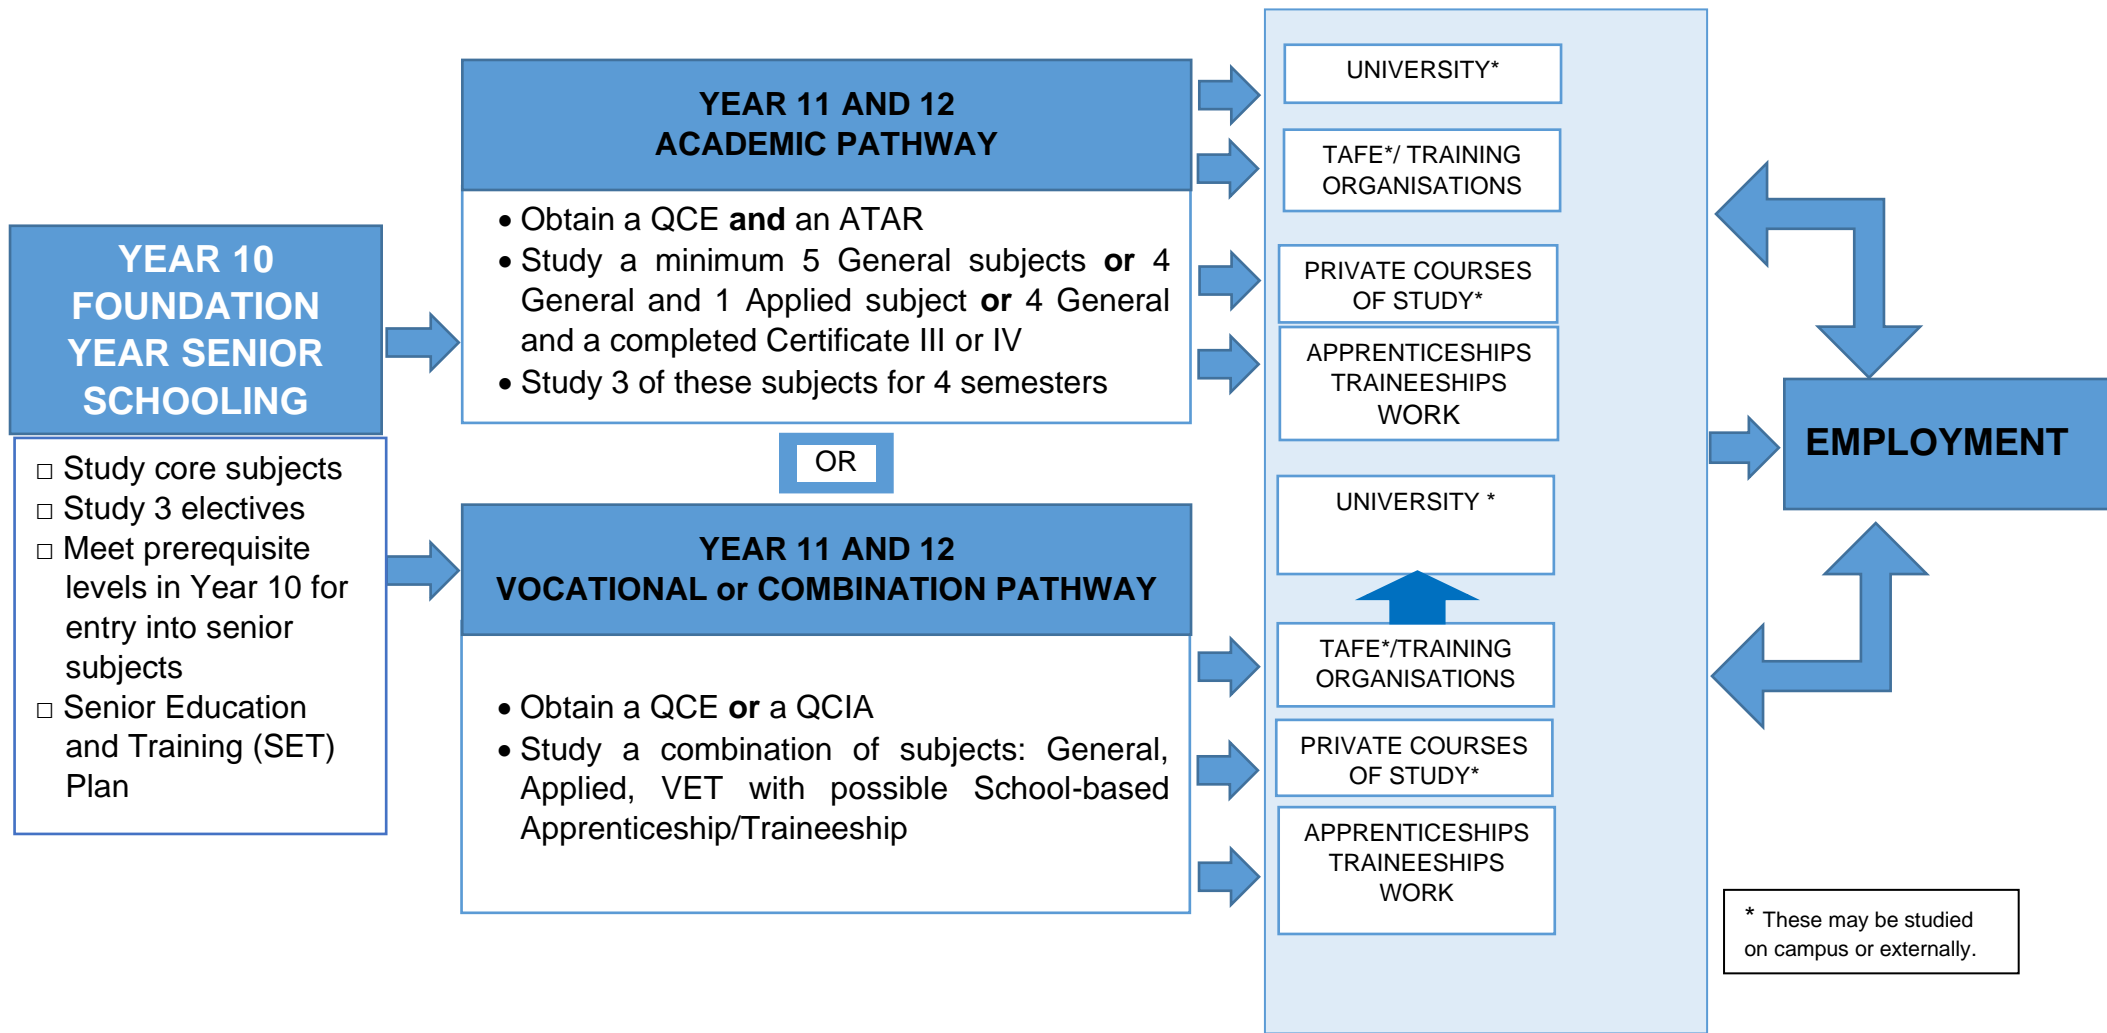 YEAR 10
FOUNDATION
YEAR SENIOR
SCHOOLING
□ Study core subjects
□ Study 3 electives
□ Meet prerequisite
levels in Year 10 for
entry into senior
subjects
□ Senior Education
and Training (SET)
Plan
YEAR 11 AND 12
ACADEMIC PATHWAY
• Obtain a QCE and an ATAR
• Study a minimum 5 General subjects or 4
General and 1 Applied subject or 4 General
and a completed Certificate III or IV
• Study 3 of these subjects for 4 semesters
OR
YEAR 11 AND 12
VOCATIONAL or COMBINATION PATHWAY
• Obtain a QCE or a QCIA
• Study a combination of subjects: General,
Applied, VET with possible School-based
Apprenticeship/Traineeship
UNIVERSITY*
TAFE*/ TRAINING
ORGANISATIONS
PRIVATE COURSES
OF STUDY*
APPRENTICESHIPS
TRAINEESHIPS
WORK
UNIVERSITY *
TAFE*/TRAINING
ORGANISATIONS
PRIVATE COURSES
OF STUDY*
APPRENTICESHIPS
TRAINEESHIPS
WORK
EMPLOYMENT
* These may be studied
on campus or externally.